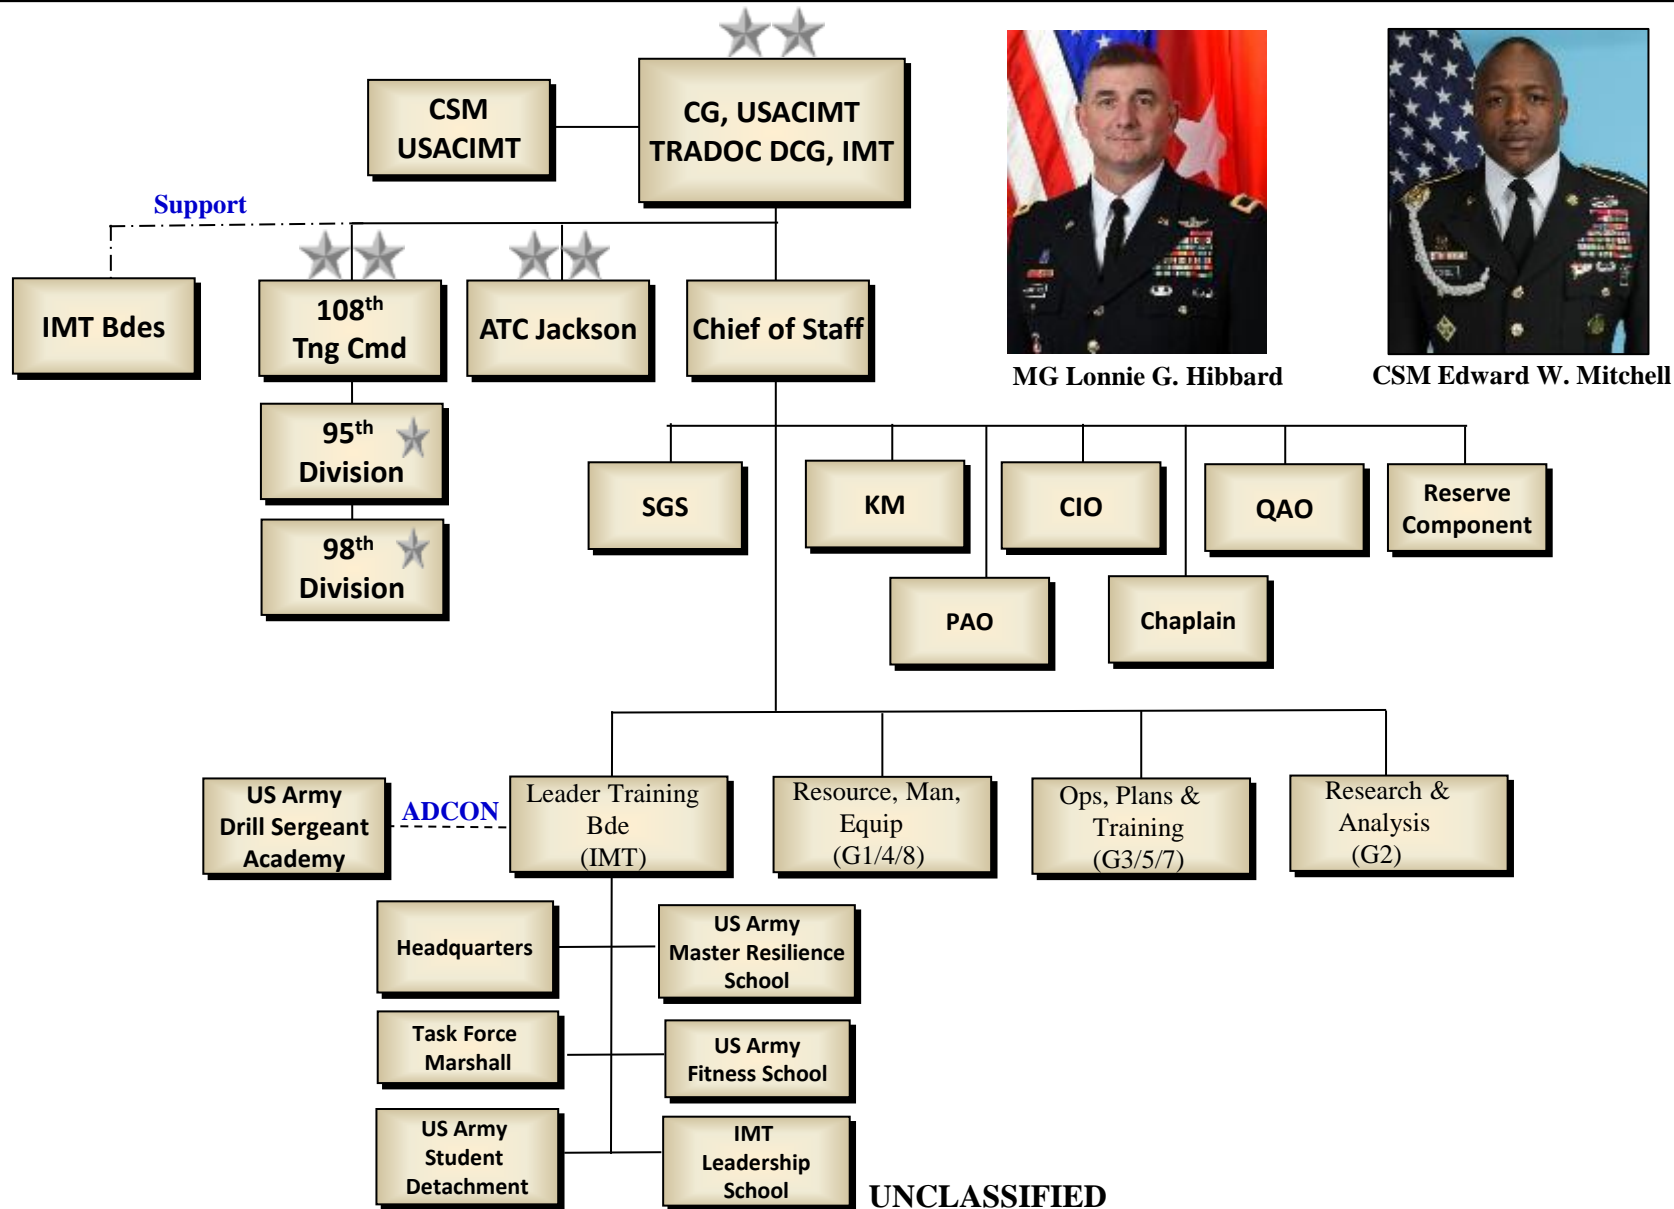 CSM
USACIMT
CG, USACIMT
TRADOC DCG, IMT
Support
IMT Bdes
108th
Tng Cmd
ATC Jackson
Chief of Staff
MG Lonnie G. Hibbard
CSM Edward W. Mitchell
95th
Division
98th
Division
SGS
KM
CIO
QAO
Reserve
Component
PAO
Chaplain
US Army
Drill Sergeant
Academy
ADCON
Leader Training
Bde
(IMT)
Resource, Man,
Equip
(G1/4/8)
Ops, Plans &
Training
(G3/5/7)
Research &
Analysis
(G2)
Headquarters
US Army
Master Resilience
School
Task Force
Marshall
US Army
Fitness School
US Army
Student
Detachment
IMT
Leadership
School
UNCLASSIFIED